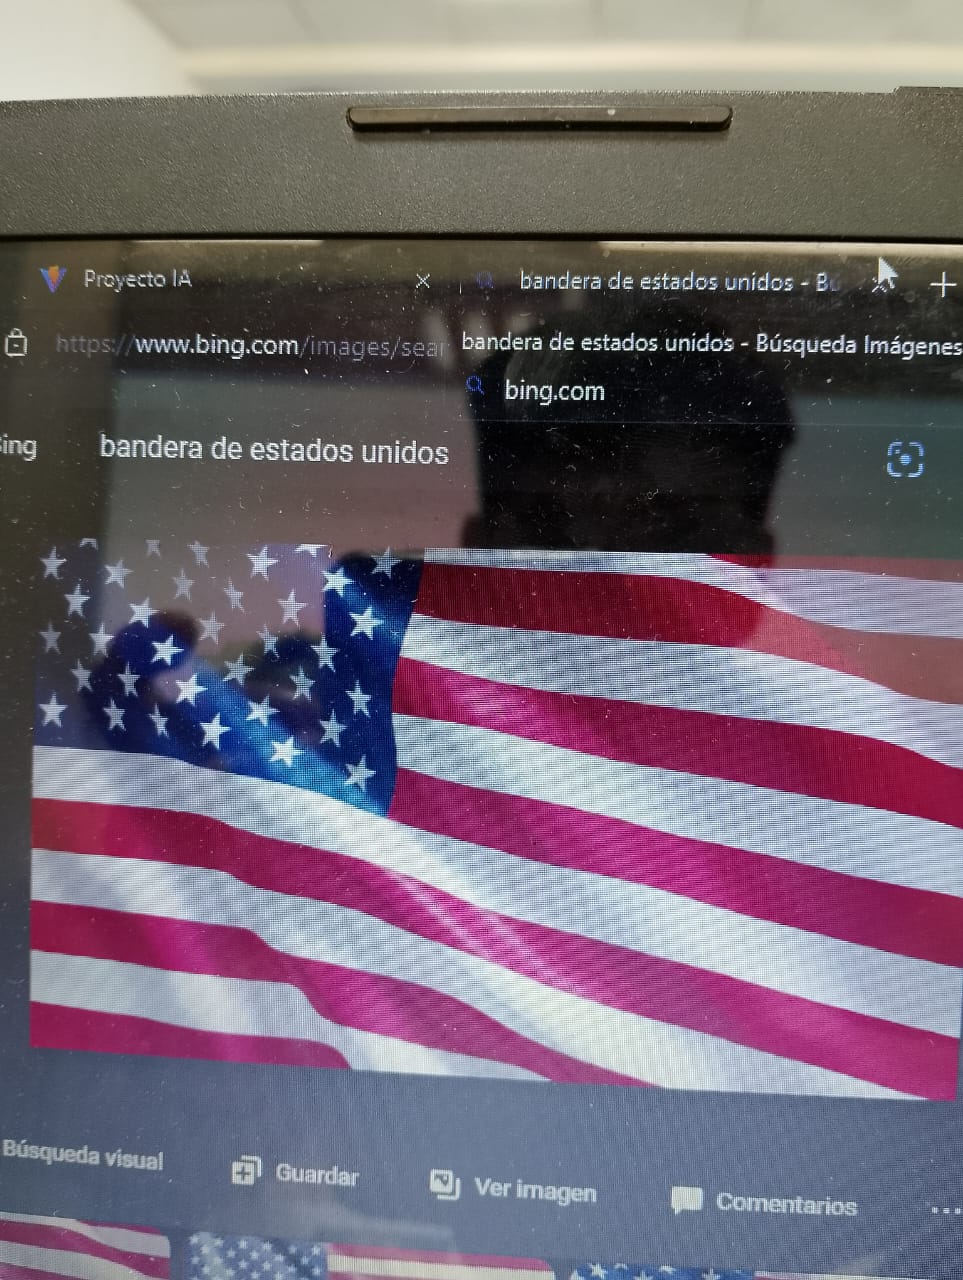 Proyecto IA
bandera de estados unidos - Bú
https://www.bing.com/images/sear
bandera de estados unidos - Búsqueda Imágenes
bing.com
ing
bandera de estados unidos
Búsqueda visual
Guardar
Ver imagen
Comentarios